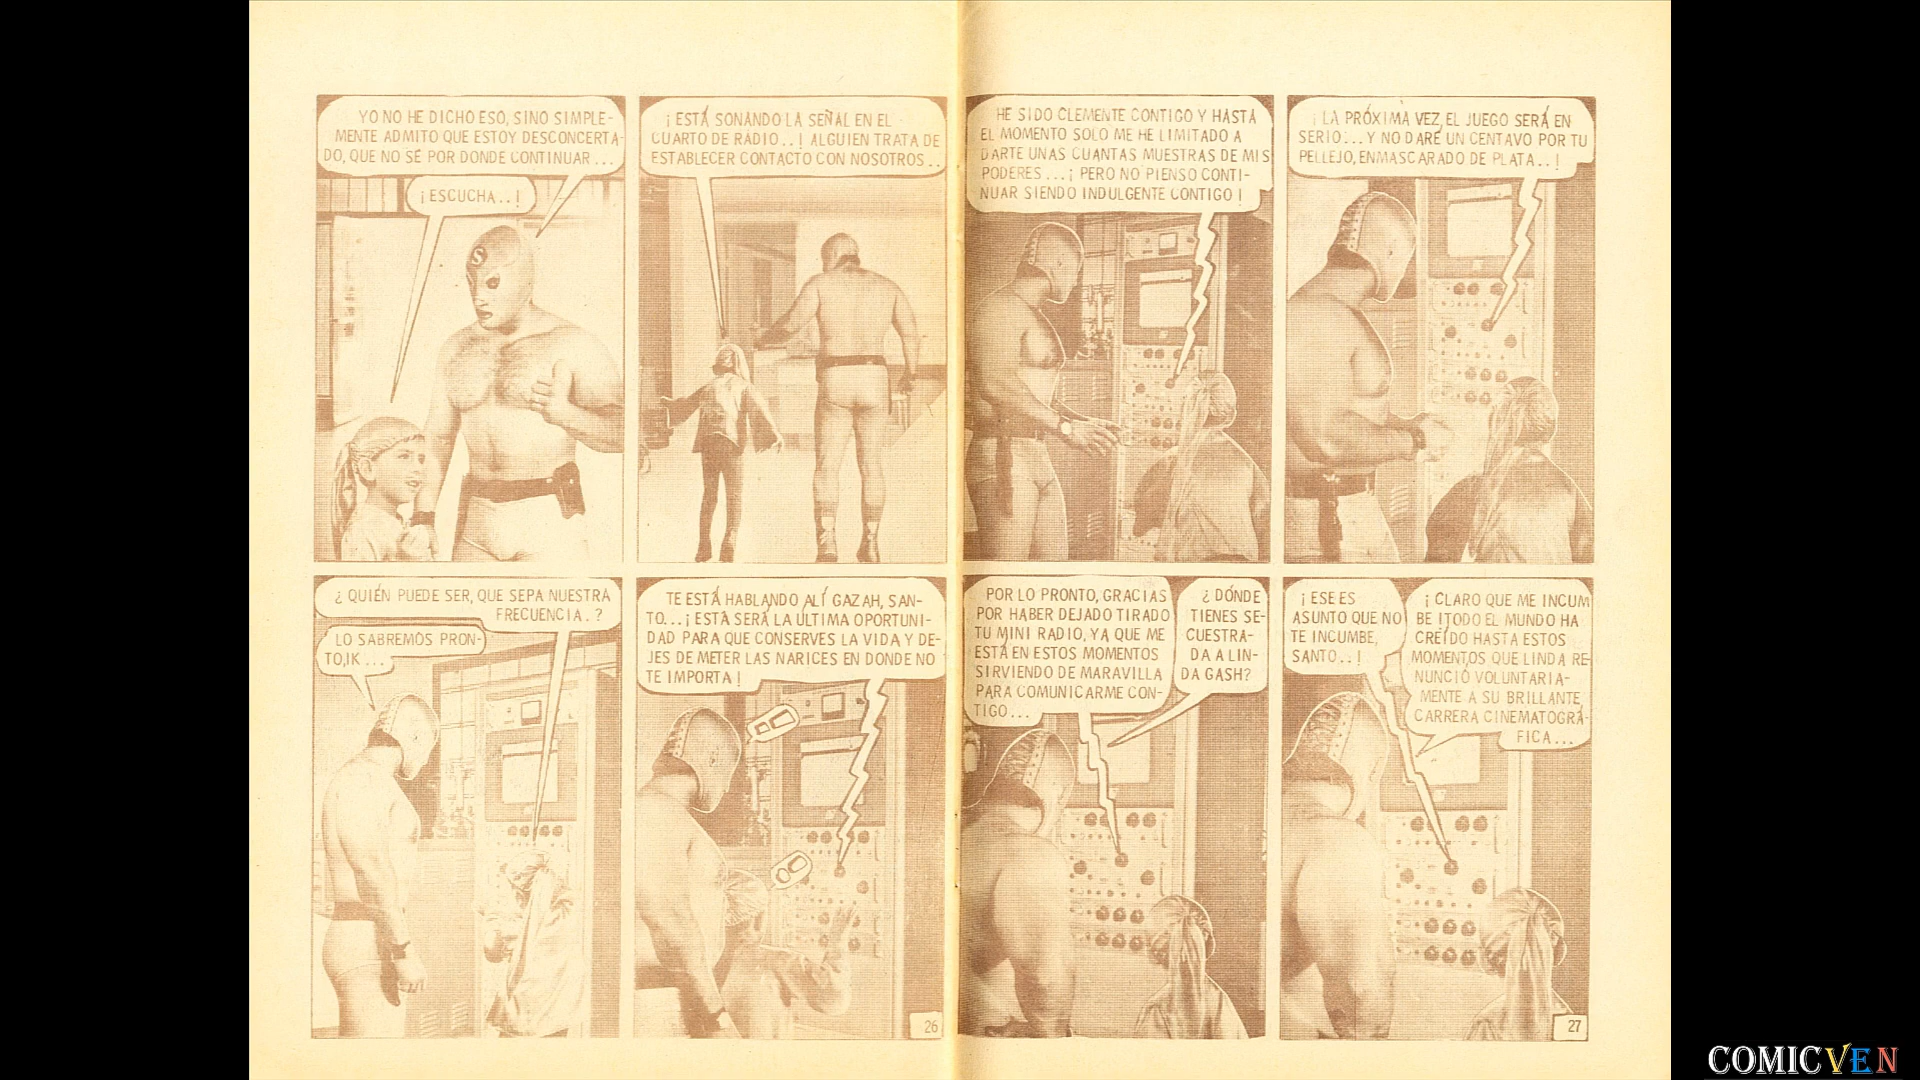 YO NO HE DICHO ESO, SINO SIMPLE-
MENTE ADMITO QUE ESTOY DESCONCERTA-
DO, QUE NO SÉ POR DONDE CONTINUAR...
¡ESCUCHA..!
S
¡ESTÁ SONANDO LA SEÑAL EN EL
CUARTO DE RADIO..! ALGUIEN TRATA DE
ESTABLECER CONTACTO CON NOSOTROS..
¿QUIÉN PUEDE SER, QUE SEPA NUESTRA
FRECUENCIA.?
LO SABREMOS PRON-
TO, IK...
TE ESTÁ HABLANDO ALÍ GAZAH, SAN-
TO...¡ESTA SERÁ LA ÚLTIMA OPORTUNI-
DAD PARA QUE CONSERVES LA VIDA Y DE-
JES DE METER LAS NARICES EN DONDE NO
TE IMPORTA!
26
HE SIDO CLEMENTE CONTIGO Y HASTA
EL MOMENTO SOLO ME HE LIMITADO A
DARTE UNAS CUANTAS MUESTRAS DE MIS
PODERES...¡PERO NO PIENSO CONTI-
NUAR SIENDO INDULGENTE CONTIGO!
¡LA PRÓXIMA VEZ, EL JUEGO SERÁ EN
SERIO...Y NO DARÉ UN CENTAVO POR TU
PELLEJO, ENMASCARADO DE PLATA..!
POR LO PRONTO, GRACIAS
POR HABER DEJADO TIRADO
TU MINI RADIO, YA QUE ME
ESTÁ EN ESTOS MOMENTOS
SIRVIENDO DE MARAVILLA
PARA COMUNICARME CON-
TIGO...
¿DÓNDE
TIENES SE-
CUESTRA-
DA A LIN-
DA GASH?
¡ESE ES
ASUNTO QUE NO
TE INCUMBE,
SANTO..!
¡CLARO QUE ME INCUM
BE! TODO EL MUNDO HA
CREÍDO HASTA ESTOS
MOMENTOS QUE LINDA RE-
NUNCIÓ VOLUNTARIA-
MENTE A SU BRILLANTE
CARRERA CINEMATOGRÁ-
FICA...
27
COMICVEN